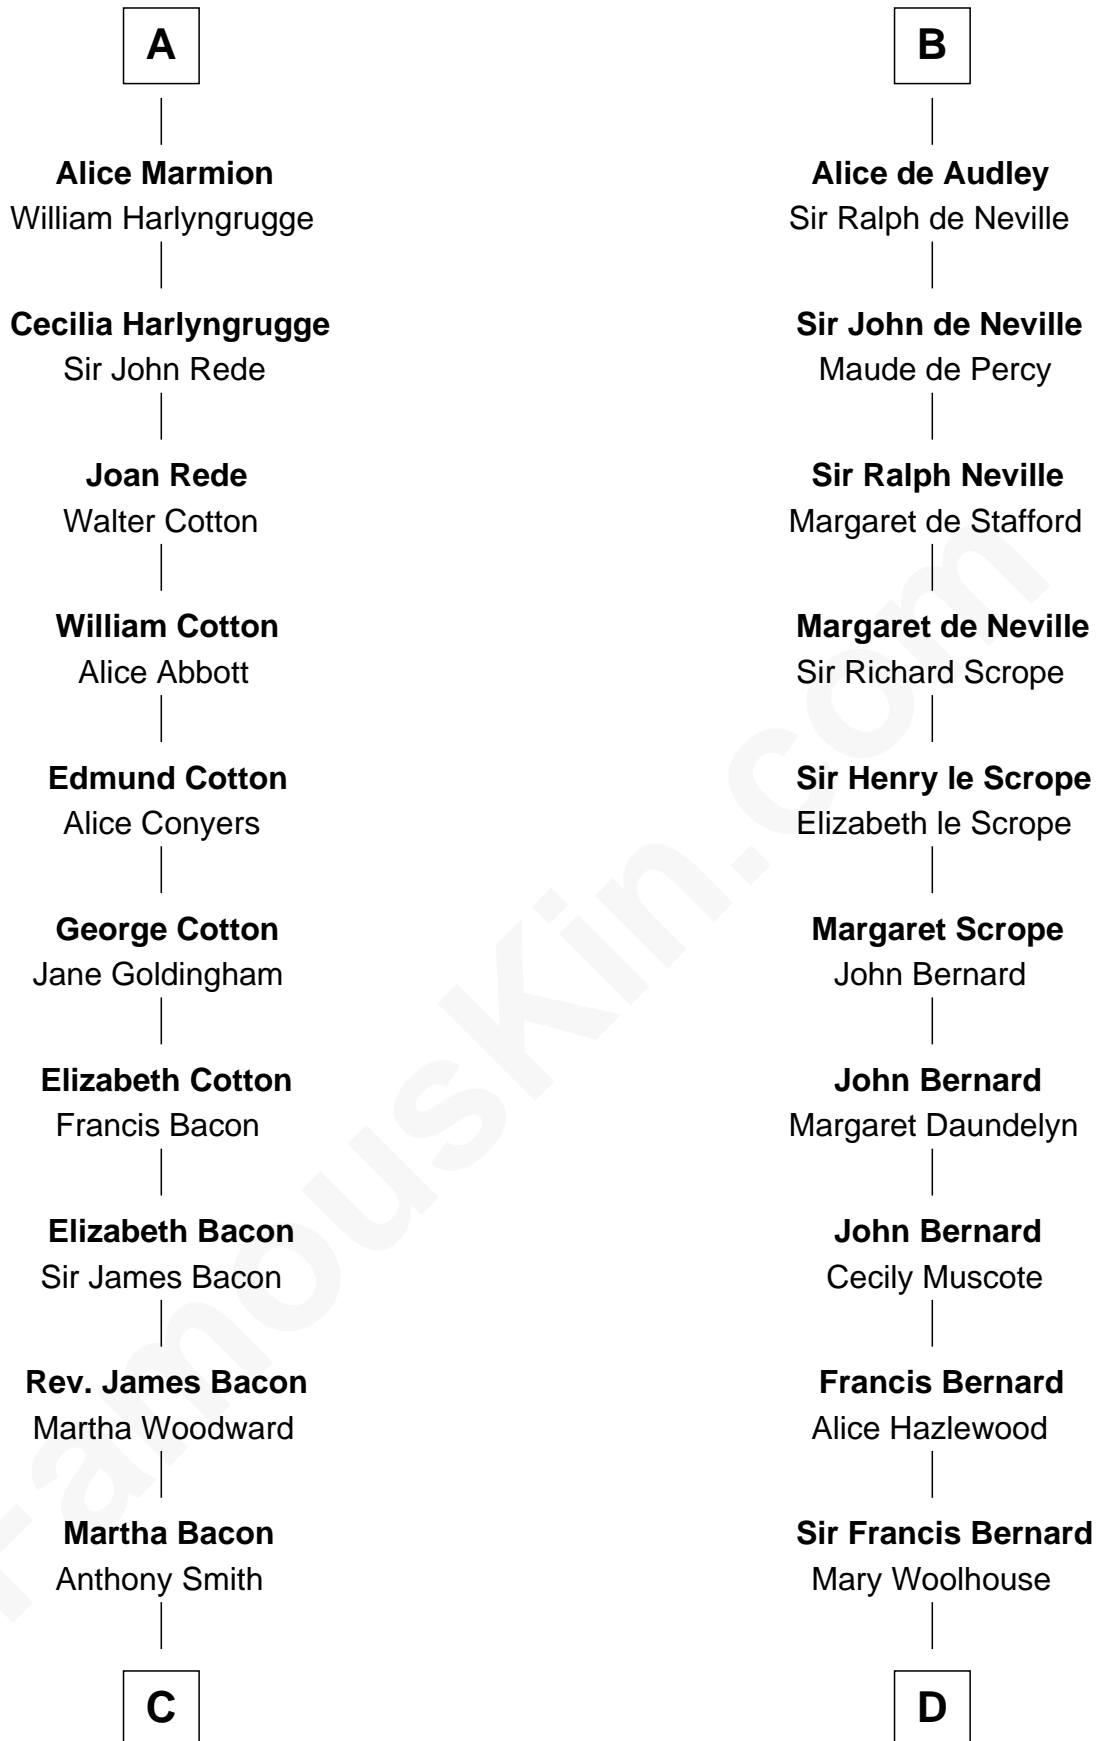 A
Alice Marmion
William Harlyngrugge
Cecilia Harlyngrugge
Sir John Rede
Joan Rede
Walter Cotton
William Cotton
Alice Abbott
Edmund Cotton
Alice Conyers
George Cotton
Jane Goldingham
Elizabeth Cotton
Francis Bacon
Elizabeth Bacon
Sir James Bacon
Rev. James Bacon
Martha Woodward
Martha Bacon
Anthony Smith
C
B
Alice de Audley
Sir Ralph de Neville
Sir John de Neville
Maude de Percy
Sir Ralph Neville
Margaret de Stafford
Margaret de Neville
Sir Richard Scrope
Sir Henry le Scrope
Elizabeth le Scrope
Margaret Scrope
John Bernard
John Bernard
Margaret Daundelyn
John Bernard
Cecily Muscote
Francis Bernard
Alice Hazlewood
Sir Francis Bernard
Mary Woolhouse
D
FamousKin.com